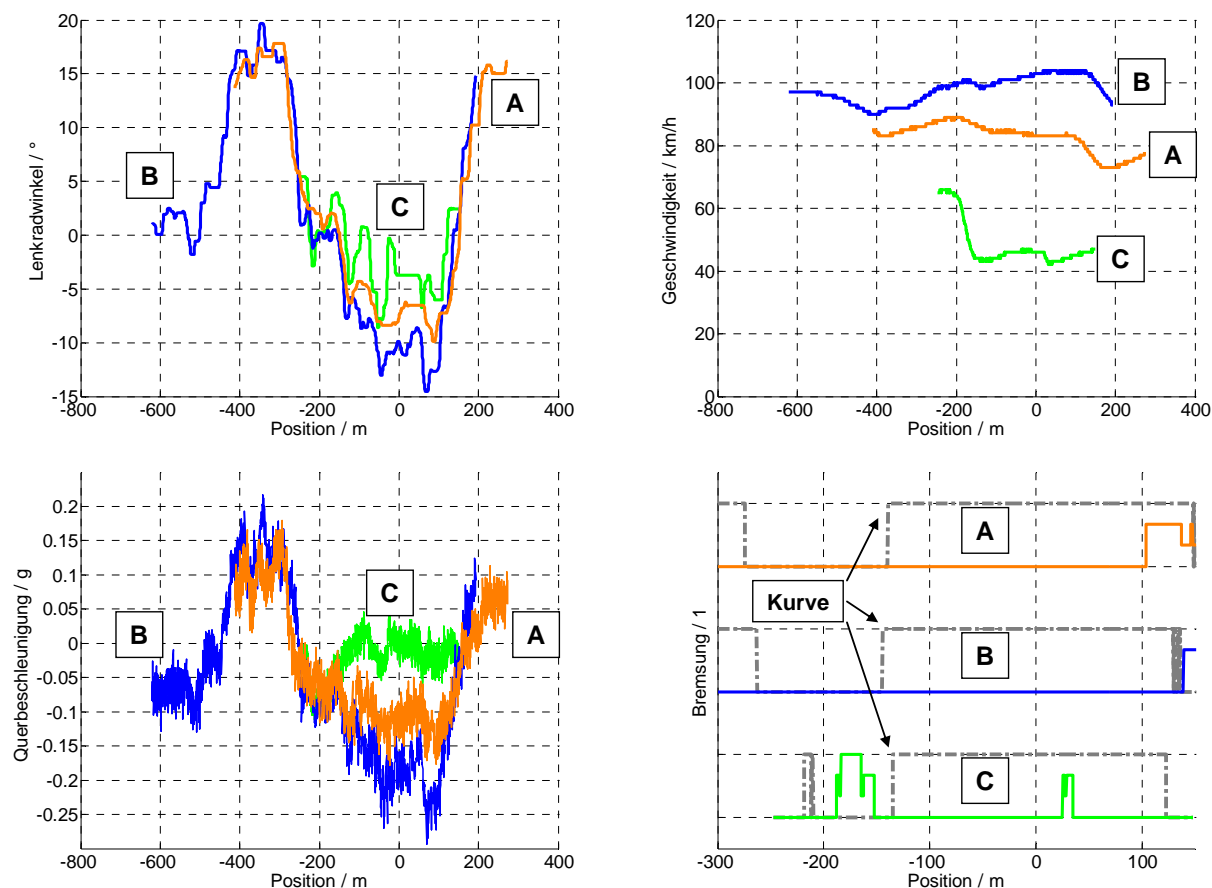 Lenkradwinkel / °
20
15
10
5
0
-5
-10
-15
-800 -600 -400 -200 0 200 400
Position / m
A
B
C
Geschwindigkeit / km/h
120
100
80
60
40
20
0
-800 -600 -400 -200 0 200 400
Position / m
B
A
C
Querbeschleunigung / g
0.2
0.15
0.1
0.05
0
-0.05
-0.1
-0.15
-0.2
-0.25
-800 -600 -400 -200 0 200 400
Position / m
C
B
A
Bremsung / 1
A
Kurve
B
C
-300 -200 -100 0 100
Position / m